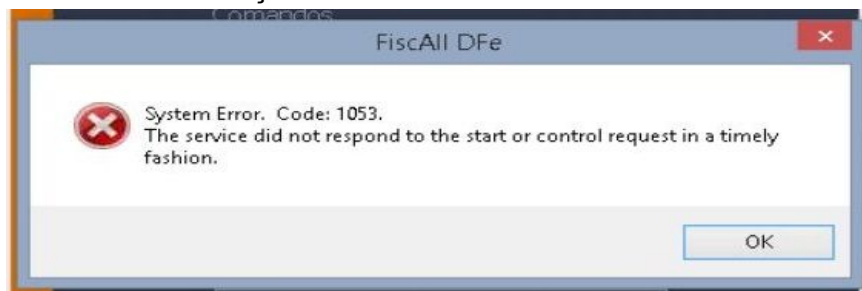 Comandos
FiscAll DFe
System Error.  Code: 1053.
The service did not respond to the start or control request in a timely
fashion.
OK